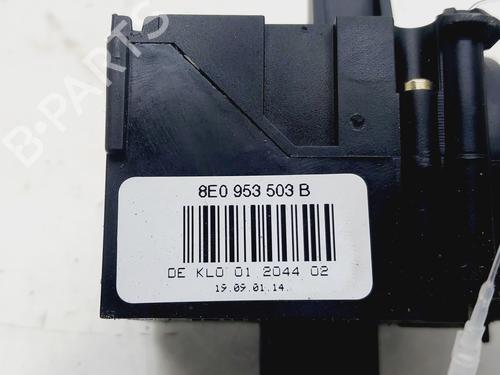 B-PARTS
8E0 953 503 B
DE KLO 01 2044 02
19.09.01.14.